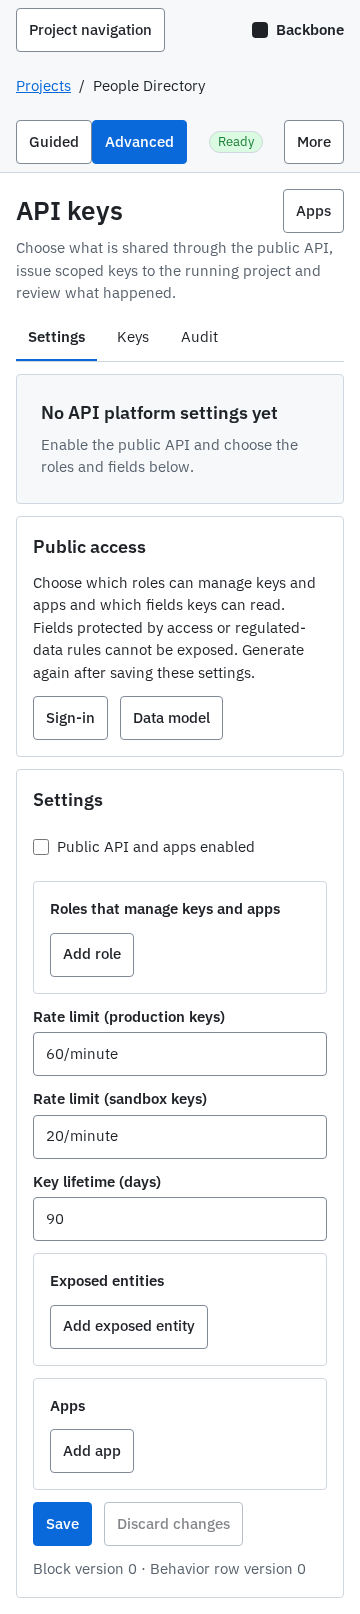 Project navigation
Backbone
Projects / People Directory
Guided Advanced Ready More
API keys
Apps
Choose what is shared through the public API,
issue scoped keys to the running project and
review what happened.
Settings Keys Audit
No API platform settings yet
Enable the public API and choose the
roles and fields below.
Public access
Choose which roles can manage keys and
apps and which fields keys can read.
Fields protected by access or regulated-
data rules cannot be exposed. Generate
again after saving these settings.
Sign-in Data model
Settings
Public API and apps enabled
Roles that manage keys and apps
Add role
Rate limit (production keys)
60/minute
Rate limit (sandbox keys)
20/minute
Key lifetime (days)
90
Exposed entities
Add exposed entity
Apps
Add app
Save Discard changes
Block version 0 · Behavior row version 0